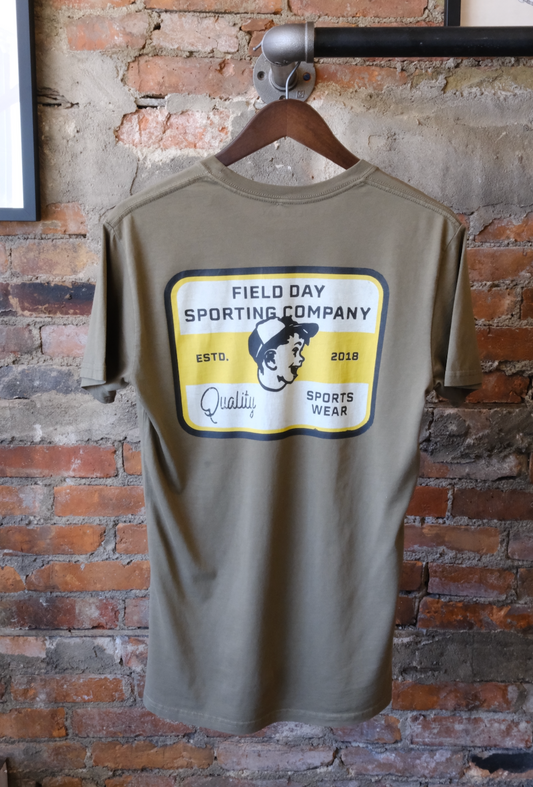 FIELD DAY
SPORTING COMPANY
ESTD. 2018
Quality
SPORTS
WEAR